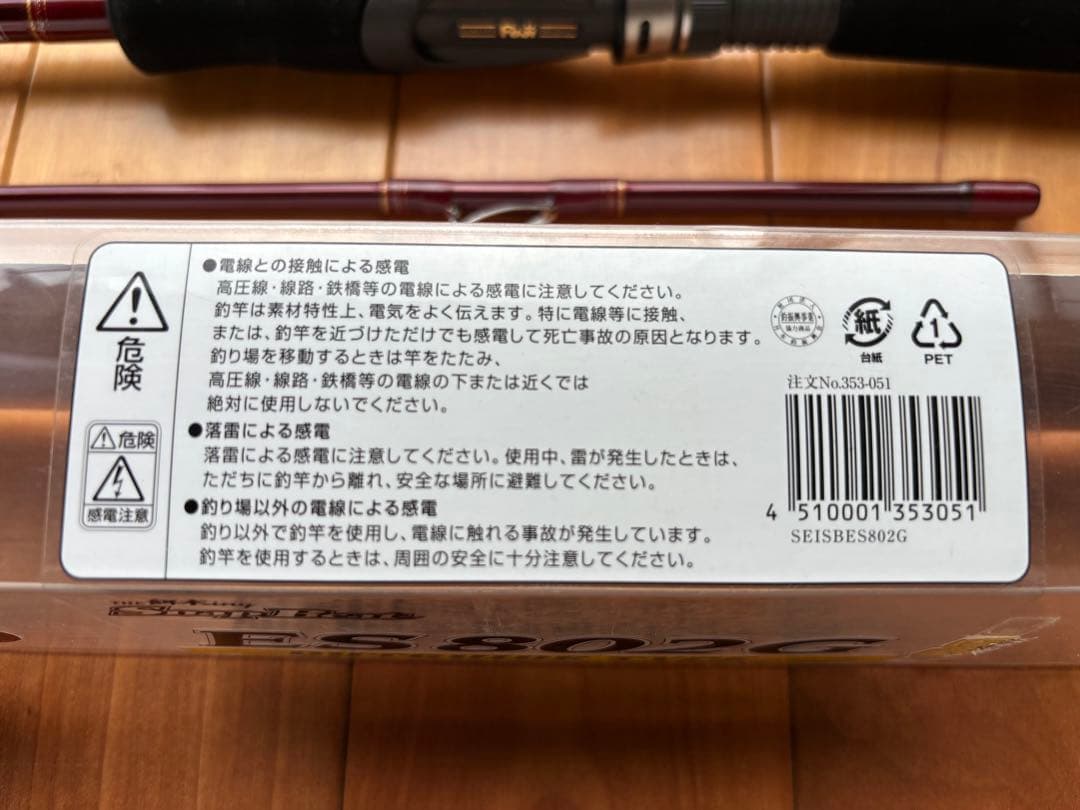 Fuji
危険
⚠危険
感電注意
●電線との接触による感電
高圧線・線路・鉄橋等の電線による感電に注意してください。
釣竿は素材特性上、電気をよく伝えます。特に電線等に接触、
または、釣竿を近づけただけでも感電して死亡事故の原因となります。
釣り場を移動するときは竿をたたみ、
高圧線・線路・鉄橋等の電線の下または近くでは
絶対に使用しないでください。
●落雷による感電
落雷による感電に注意してください。使用中、雷が発生したときは、
ただちに釣竿から離れ、安全な場所に避難してください。
●釣り場以外の電線による感電
釣り以外で釣竿を使用し、電線に触れる事故が発生しています。
釣竿を使用するときは、周囲の安全に十分注意してください。
紙
台紙
1
PET
注文No.353-051
4 510001 353051
SEISBES802G
THE
ES802G